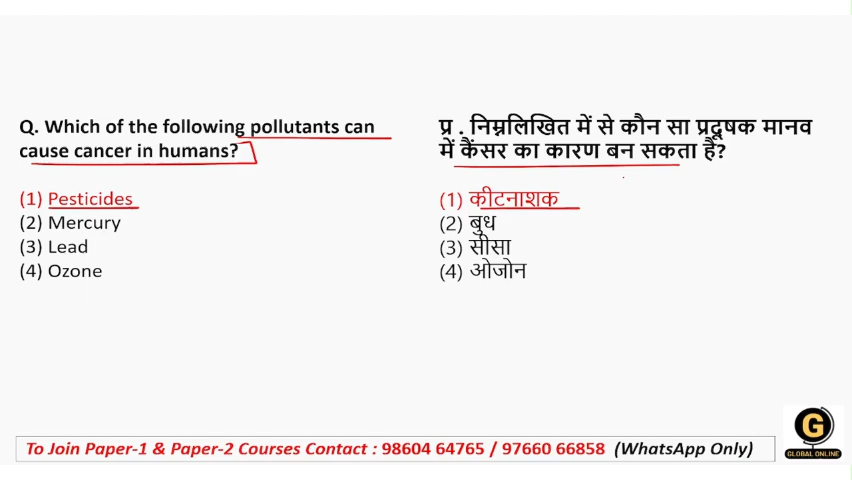 Q. Which of the following pollutants can
cause cancer in humans?
(1) Pesticides
(2) Mercury
(3) Lead
(4) Ozone
प्र . निम्नलिखित में से कौन सा प्रदूषक मानव
में कैंसर का कारण बन सकता है?
(1) कीटनाशक
(2) बुध
(3) सीसा
(4) ओजोन
G
GLOBAL ONLINE
To Join Paper-1 & Paper-2 Courses Contact : 98604 64765 / 97660 66858 (WhatsApp Only)